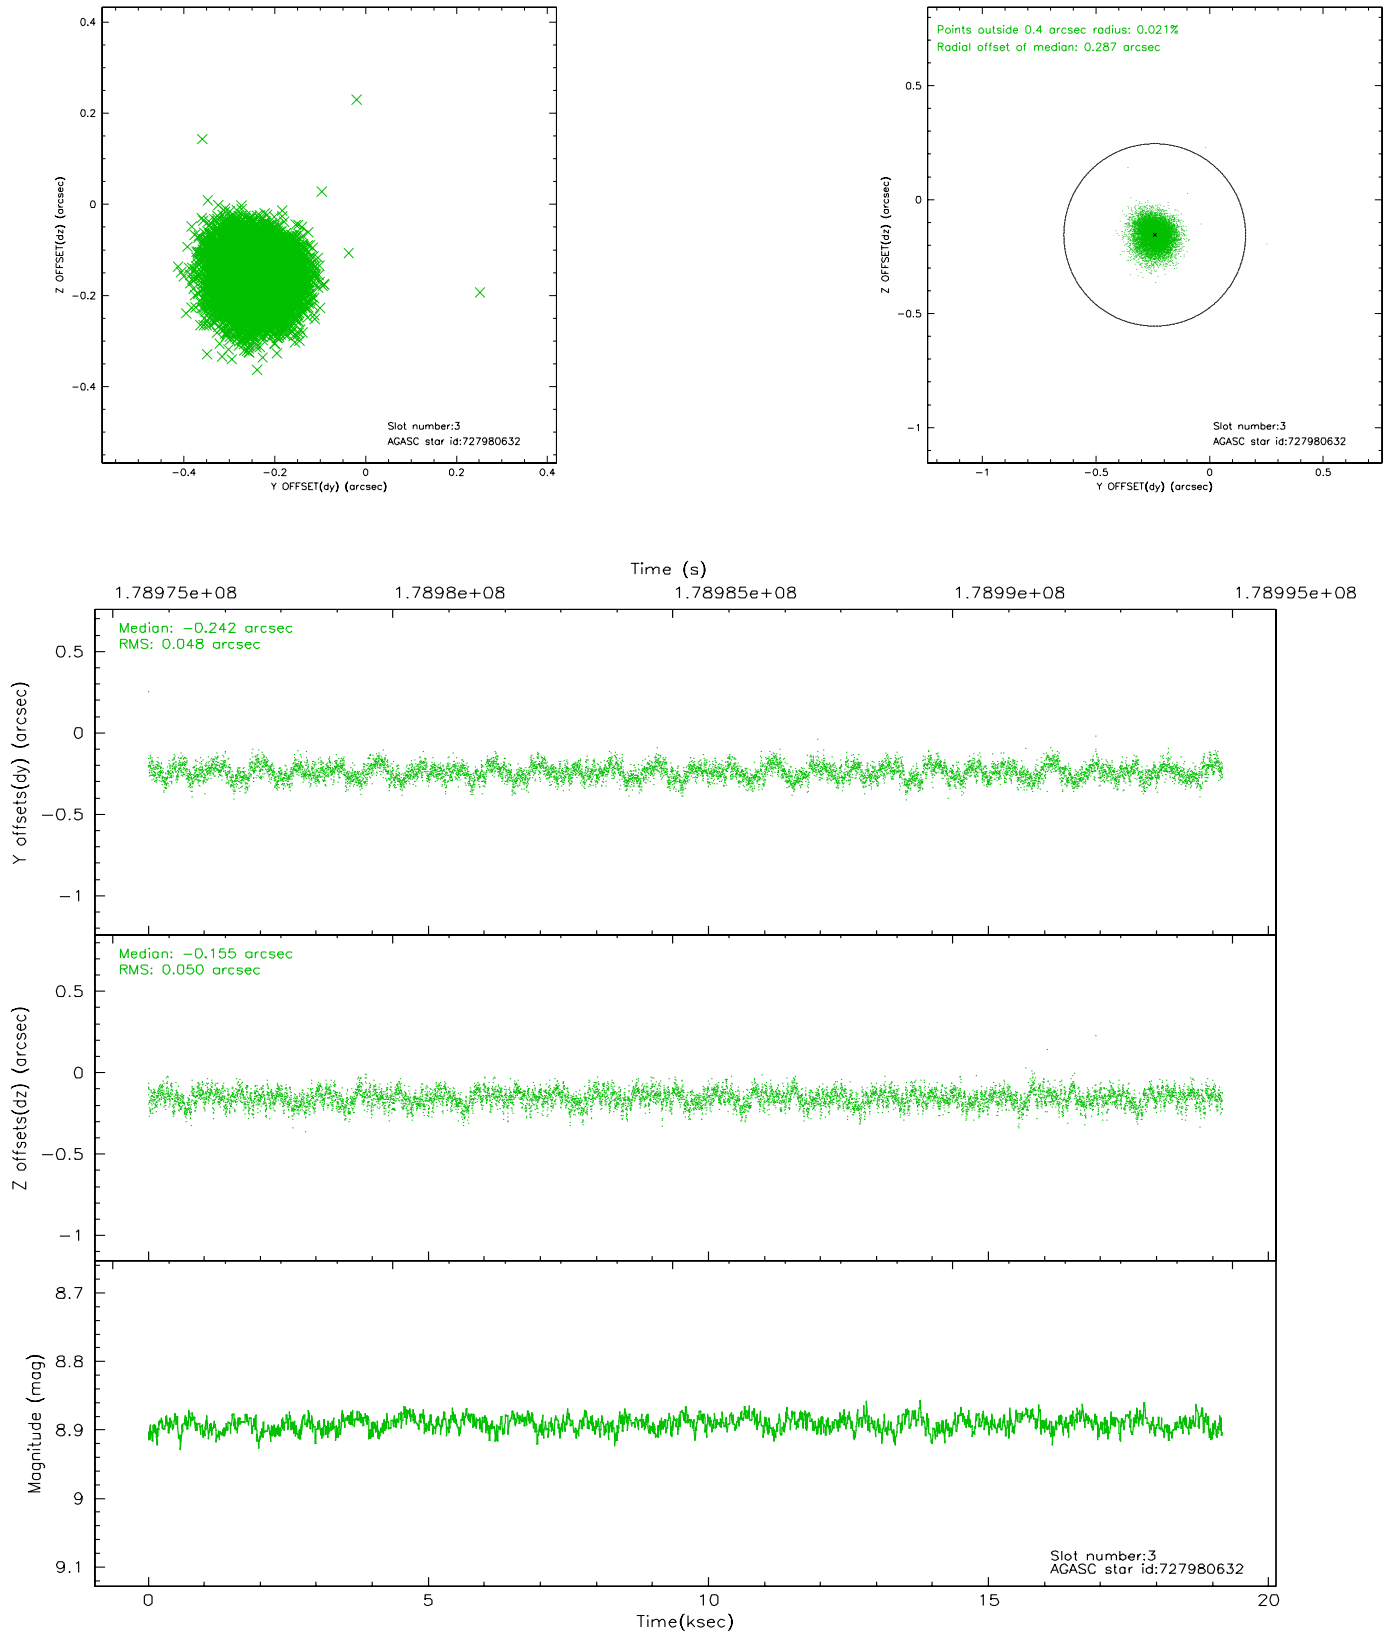 0.4
0.2
0
−0.2
−0.4
Z OFFSET(dz) (arcsec)
Slot number:3
AGASC star id:727980632
−0.4
−0.2
0
0.2
0.4
Y OFFSET(dy) (arcsec)
Points outside 0.4 arcsec radius: 0.021%
Radial offset of median: 0.287 arcsec
0.5
0
−0.5
−1
Z OFFSET(dz) (arcsec)
Slot number:3
AGASC star id:727980632
−1
−0.5
0
0.5
Y OFFSET(dy) (arcsec)
Time (s)
1.78975e+08
1.7898e+08
1.78985e+08
1.7899e+08
1.78995e+08
Median: −0.242 arcsec
RMS: 0.048 arcsec
0.5
0
−0.5
−1
Y offsets(dy) (arcsec)
Median: −0.155 arcsec
RMS: 0.050 arcsec
0.5
0
−0.5
−1
Z offsets(dz) (arcsec)
8.7
8.8
8.9
9
9.1
Magnitude (mag)
Slot number:3
AGASC star id:727980632
0
5
10
15
20
Time(ksec)